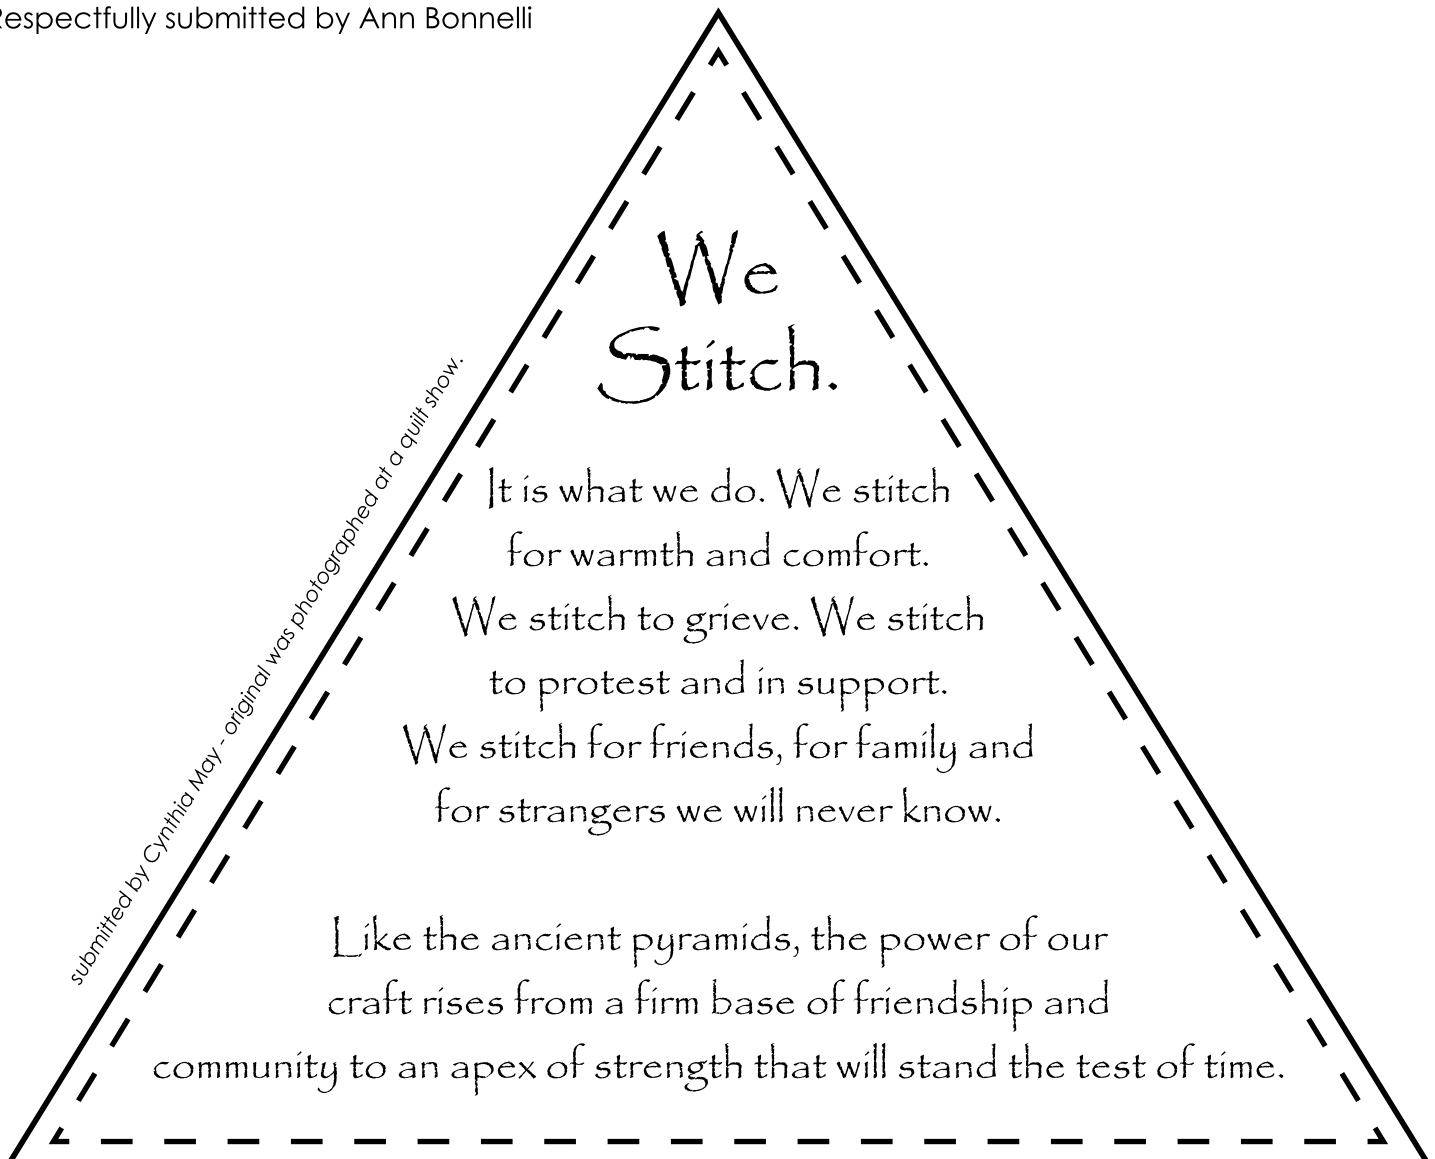 Respectfully submitted by Ann Bonnelli
We
Stitch.
submitted by Cynthia May - original was photographed at a quilt show.
It is what we do. We stitch
for warmth and comfort.
We stitch to grieve. We stitch
to protest and in support.
We stitch for friends, for family and
for strangers we will never know.
Like the ancient pyramids, the power of our
craft rises from a firm base of friendship and
community to an apex of strength that will stand the test of time.